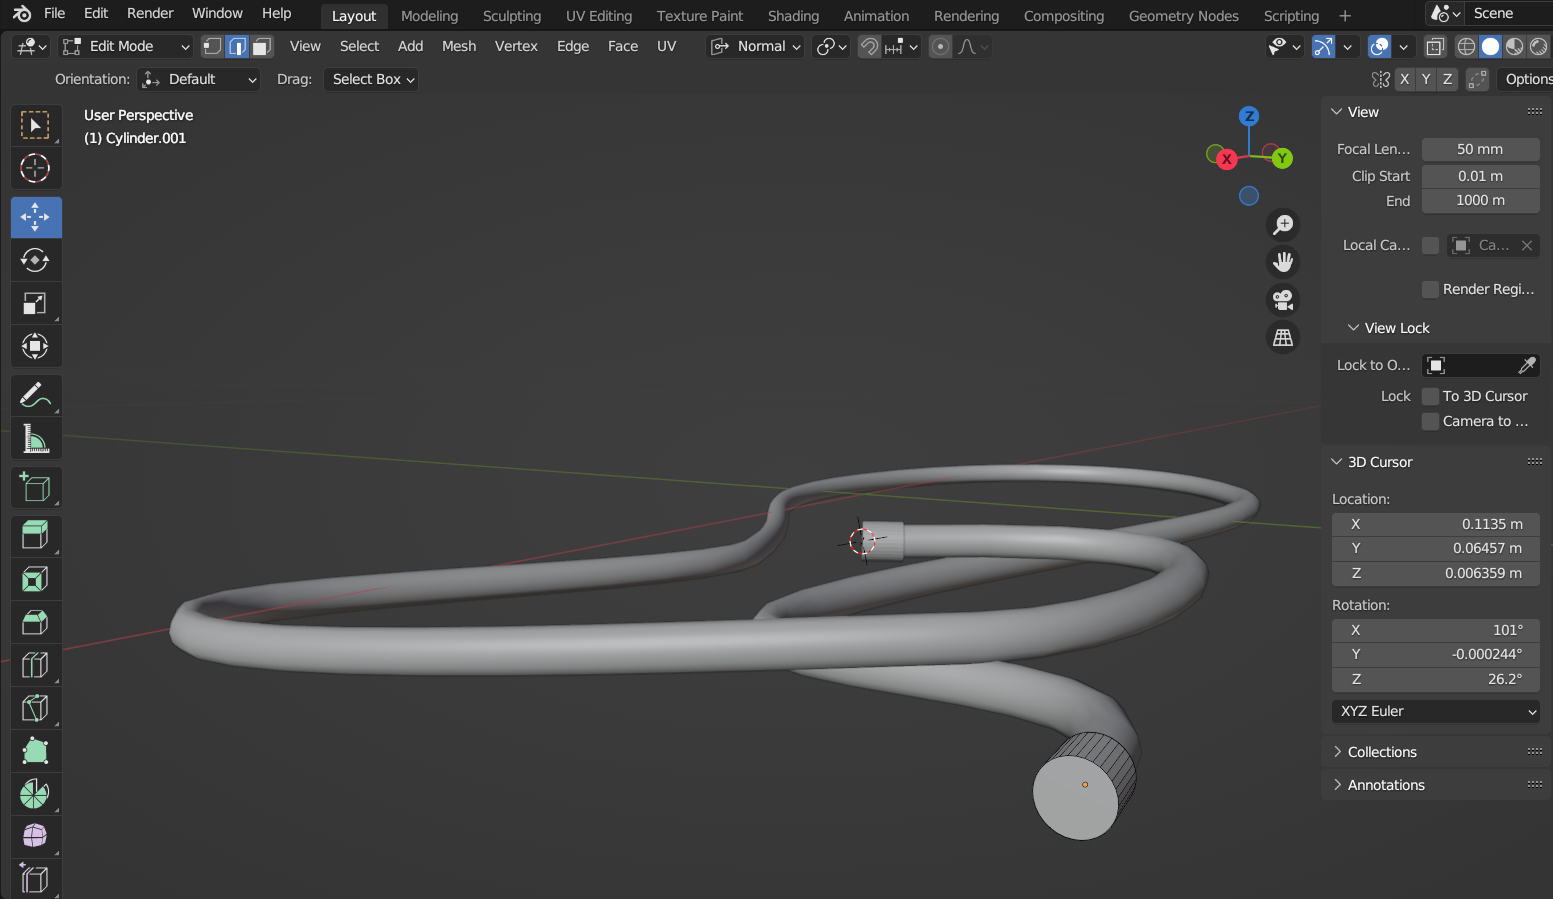 File Edit Render Window Help Layout Modeling Sculpting UV Editing Texture Paint Shading Animation Rendering Compositing Geometry Nodes Scripting + Scene
Edit Mode View Select Add Mesh Vertex Edge Face UV Normal
Orientation: Default Drag: Select Box X Y Z Options
User Perspective
(1) Cylinder.001
Z
X Y
View
Focal Len... 50 mm
Clip Start 0.01 m
End 1000 m
Local Ca... Ca...
Render Regi...
View Lock
Lock to O...
Lock To 3D Cursor
Camera to ...
3D Cursor
Location:
X 0.1135 m
Y 0.06457 m
Z 0.006359 m
Rotation:
X 101°
Y -0.000244°
Z 26.2°
XYZ Euler
Collections
Annotations